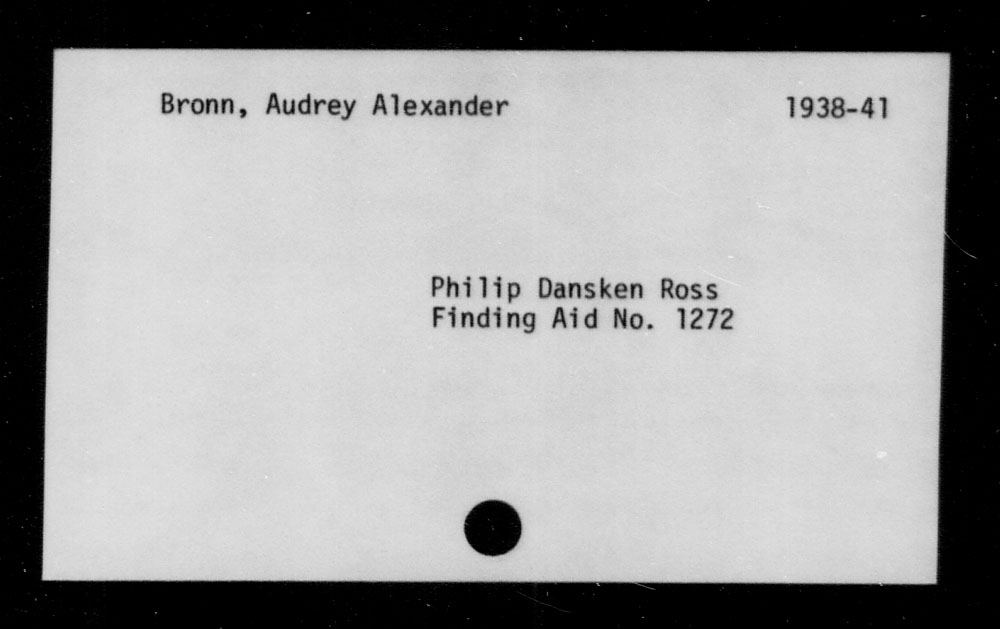 Bronn, Audrey Alexander 1938-41
Philip Dansken Ross
Finding Aid No. 1272